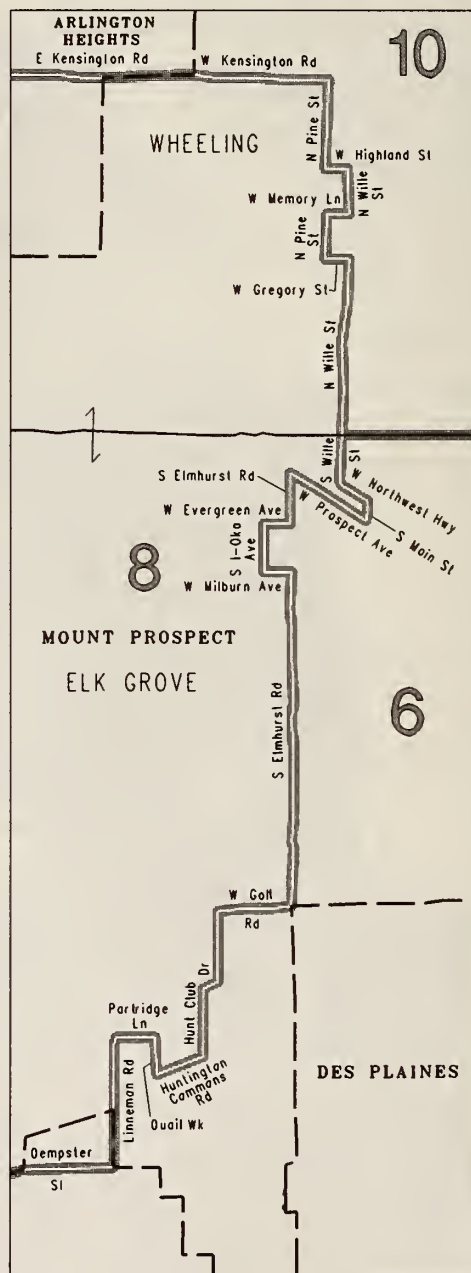 ARLINGTON
HEIGHTS
10
E Kensington Rd
W Kensington Rd
N Pine St
WHEELING
W Highland St
N Wille
St
W Memory Ln
N Pine
St
W Gregory St
N Wille St
S Wille
St
S Elmhurst Rd
W Northwest Hwy
W Prospect Ave
W Evergreen Ave
S Main St
S I-Oka
Ave
8
W Milburn Ave
MOUNT PROSPECT
ELK GROVE
6
S Elmhurst Rd
W Golf
Rd
Hunt Club
Dr
Partridge
Ln
DES PLAINES
Huntington
Commons
Rd
Linneman Rd
Quail Wk
Dempster
St